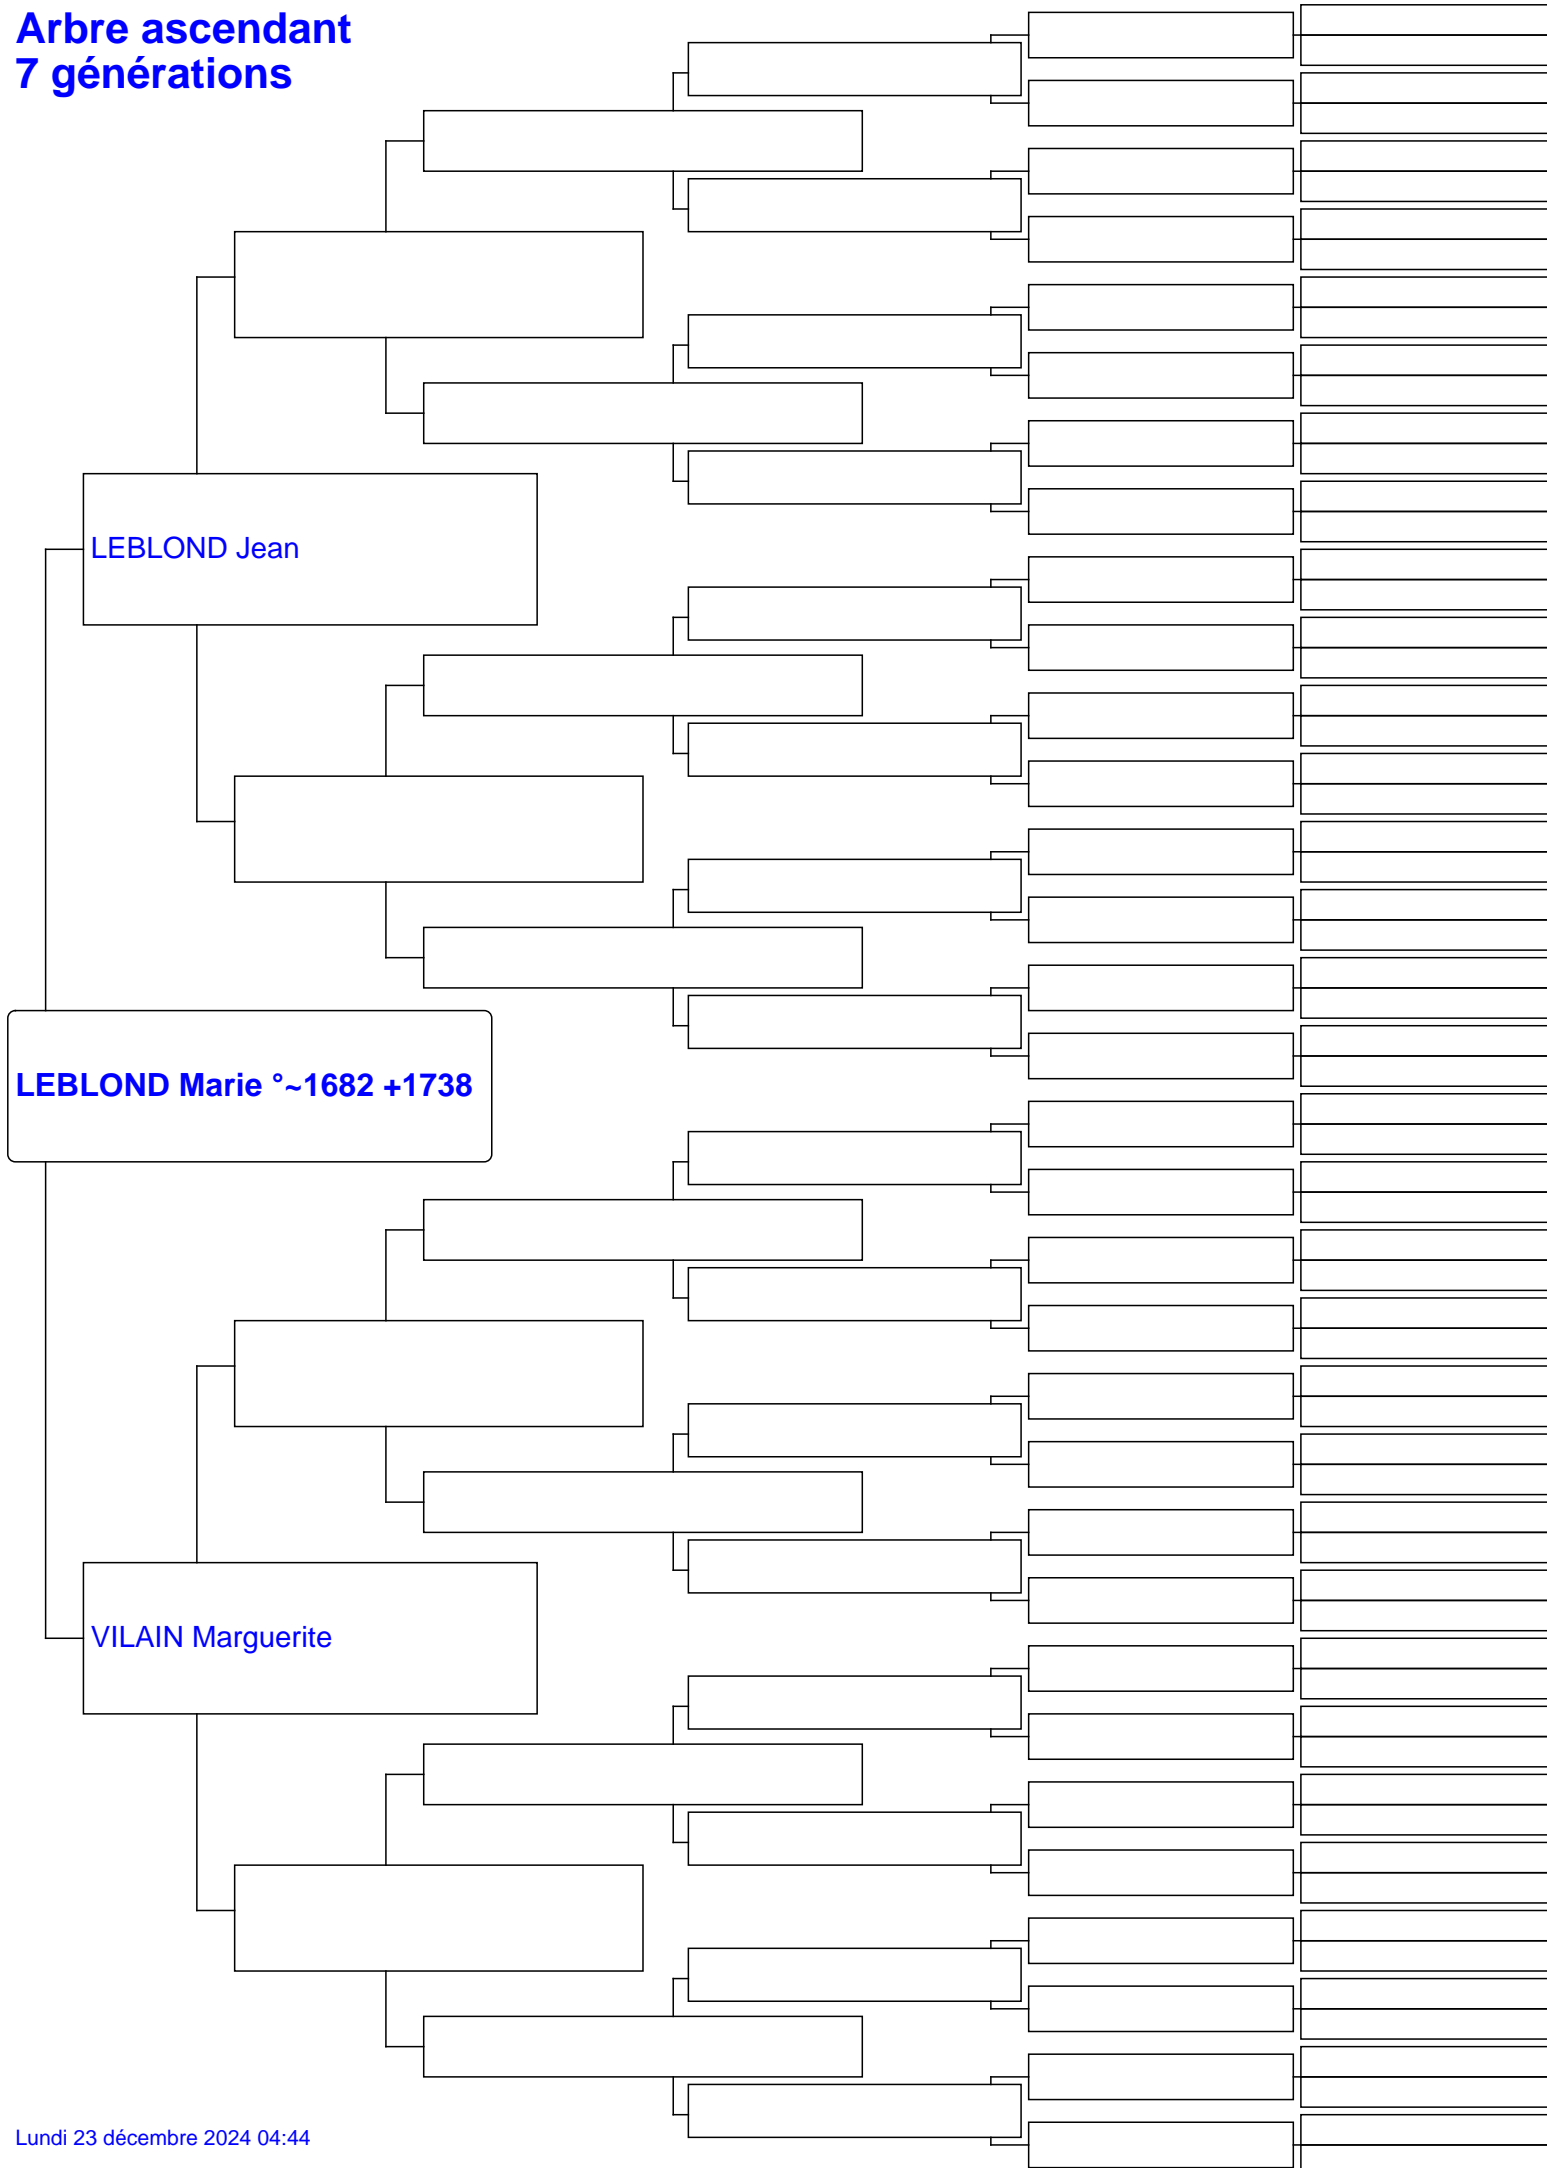 Arbre ascendant
7 générations
LEBLOND Jean
LEBLOND Marie °~1682 +1738
VILAIN Marguerite
Lundi 23 décembre 2024 04:44